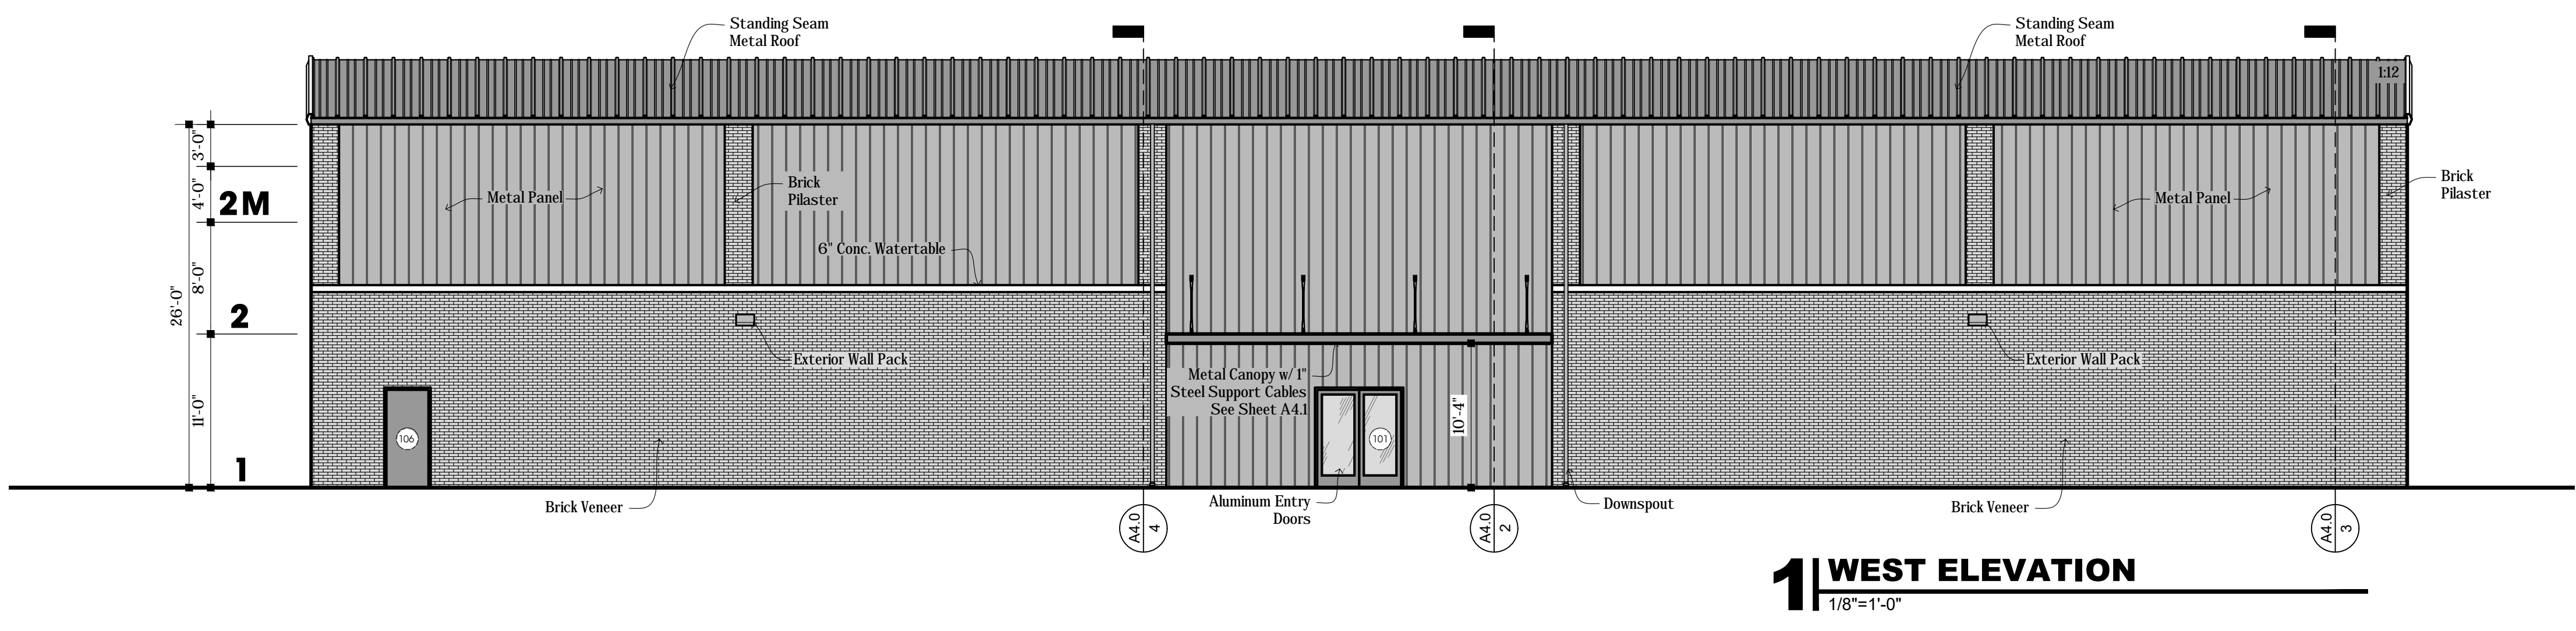 Standing Seam
Metal Roof
Standing Seam
Metal Roof
1:12
3'-0"
4'-0"
2M
8'-0"
26'-0"
2
11'-0"
1
Metal Panel
Brick
Pilaster
6" Conc. Watertable
Exterior Wall Pack
106
Brick Veneer
Metal Canopy w/ 1"
Steel Support Cables
See Sheet A4.1
10'-4"
101
Aluminum Entry
Doors
Downspout
Metal Panel
Brick
Pilaster
Exterior Wall Pack
Brick Veneer
A4.0
4
A4.0
2
A4.0
3
1
WEST ELEVATION
1/8"=1'-0"